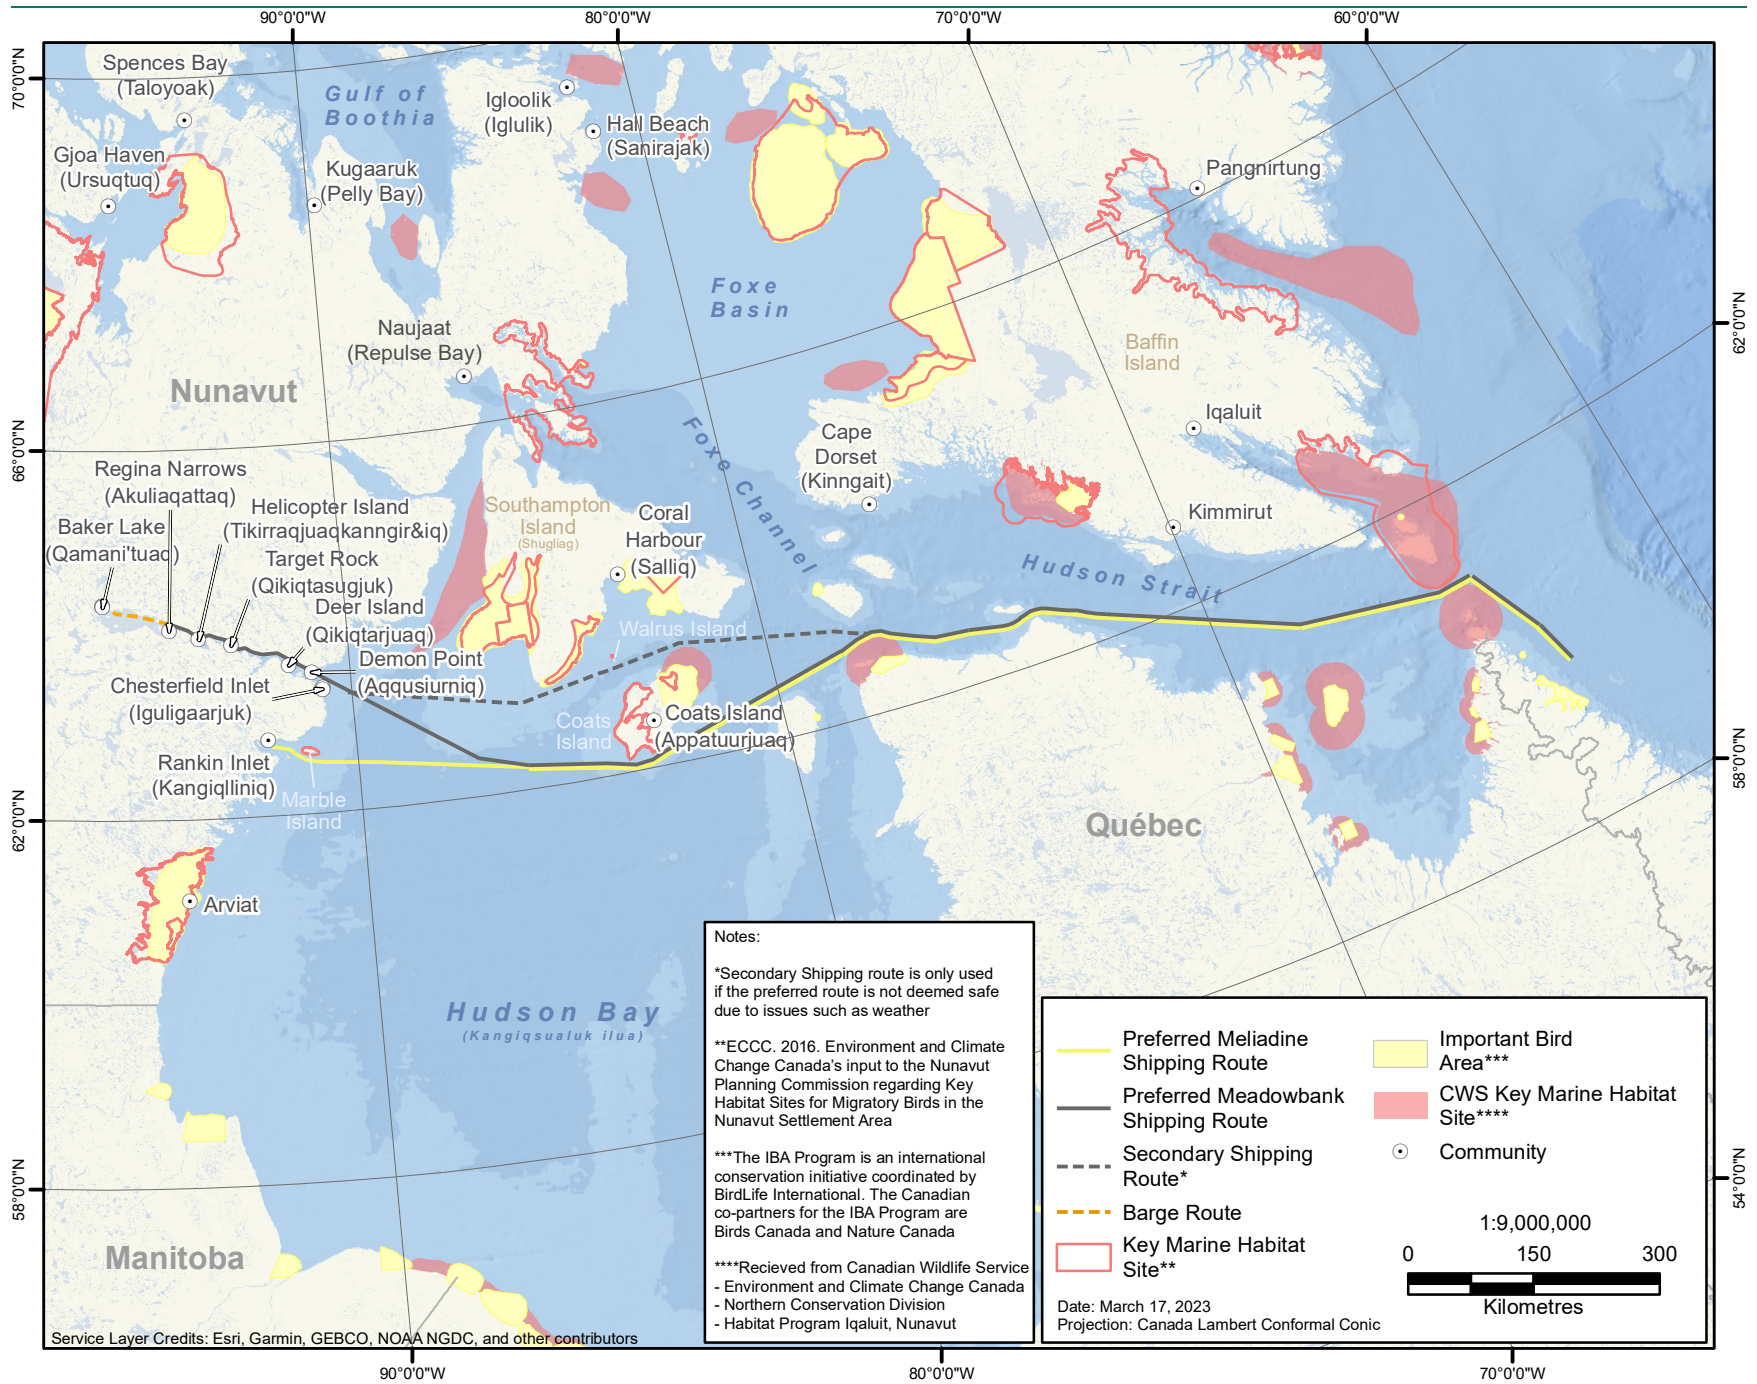 90°0'0"W
80°0'0"W
70°0'0"W
60°0'0"W
70°0'0"N
66°0'0"N
62°0'0"N
58°0'0"N
62°0'0"N
58°0'0"N
54°0'0"N
90°0'0"W
80°0'0"W
70°0'0"W
Spences Bay
(Taloyoak)
Gulf of
Boothia
Igloolik
(Iglulik)
Hall Beach
(Sanirajak)
Gjoa Haven
(Ursuqtuq)
Kugaaruk
(Pelly Bay)
Pangnirtung
Foxe
Basin
Naujaat
(Repulse Bay)
Baffin
Island
Nunavut
Iqaluit
Cape
Dorset
(Kinngait)
Foxe Channel
Regina Narrows
(Akuliaqattaq)
Helicopter Island
(Tikirraqjuaqkanngir&iq)
Baker Lake
(Qamani'tuaq)
Target Rock
(Qikiqtasugjuk)
Deer Island
(Qikiqtarjuaq)
Demon Point
(Aqqusiurniq)
Chesterfield Inlet
(Iguligaarjuk)
Southampton
Island
(Shugliag)
Coral
Harbour
(Salliq)
Kimmirut
Hudson Strait
Walrus Island
Coats
Island
Coats Island
(Appatuurjuaq)
Rankin Inlet
(Kangiqlliniq)
Marble
Island
Québec
Arviat
Hudson Bay
(Kangiqsualuk ilua)
Manitoba
Service Layer Credits: Esri, Garmin, GEBCO, NOAA NGDC, and other contributors
Notes:
*Secondary Shipping route is only used
if the preferred route is not deemed safe
due to issues such as weather
**ECCC. 2016. Environment and Climate
Change Canada's input to the Nunavut
Planning Commission regarding Key
Habitat Sites for Migratory Birds in the
Nunavut Settlement Area
***The IBA Program is an international
conservation initiative coordinated by
BirdLife International. The Canadian
co-partners for the IBA Program are
Birds Canada and Nature Canada
****Recieved from Canadian Wildlife Service
- Environment and Climate Change Canada
- Northern Conservation Division
- Habitat Program Iqaluit, Nunavut
Preferred Meliadine
Shipping Route
Preferred Meadowbank
Shipping Route
Secondary Shipping
Route*
Barge Route
Key Marine Habitat
Site**
Important Bird
Area***
CWS Key Marine Habitat
Site****
Community
1:9,000,000
0 150 300
Kilometres
Date: March 17, 2023
Projection: Canada Lambert Conformal Conic